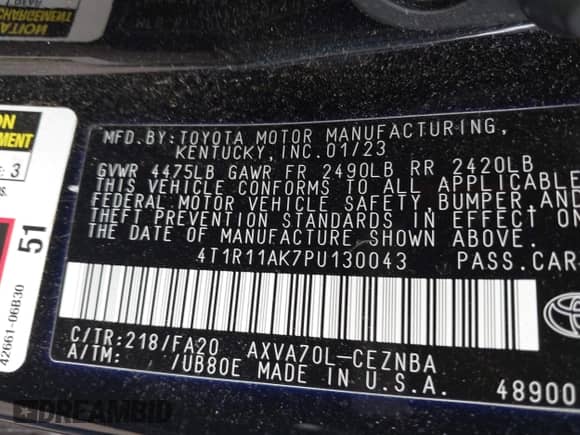 MFD.BY:TOYOTA MOTOR MANUFACTURING,
KENTUCKY,INC.01/23
GVWR 4475LB GAWR FR 2490LB RR 2420LB
THIS VEHICLE CONFORMS TO ALL APPLICABLE
FEDERAL MOTOR VEHICLE SAFETY,BUMPER,AND
THEFT PREVENTION STANDARDS IN EFFECT ON
THE DATE OF MANUFACTURE SHOWN ABOVE.
4T1R11AK7PU130043 PASS.CAR
C/TR:218/FA20 AXVA70L-CEZNBA
A/TM: /UB80E MADE IN U.S.A.
48900
3
51
42661-06B30
DREAMBID